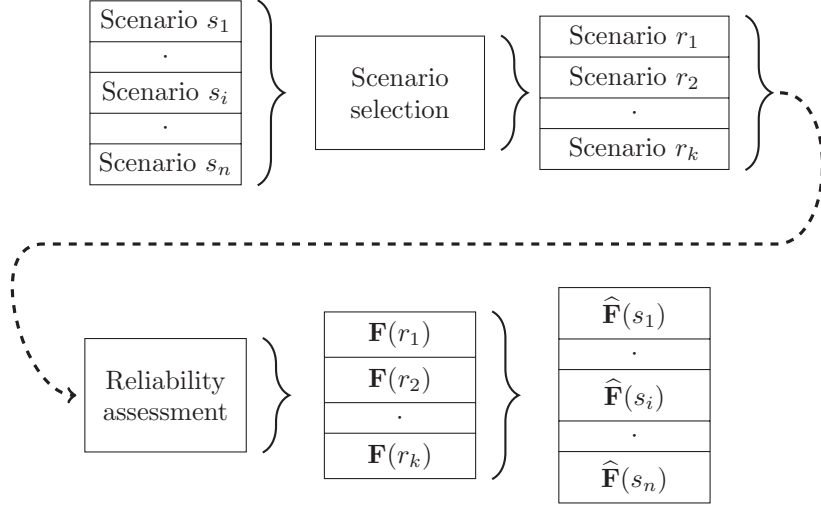 Scenario s₁
.
Scenario sᵢ
.
Scenario sₙ
Scenario
selection
Scenario r₁
Scenario r₂
.
Scenario rₖ
Reliability
assessment
F(r₁)
F(r₂)
.
F(rₖ)
F̂(s₁)
.
F̂(sᵢ)
.
F̂(sₙ)